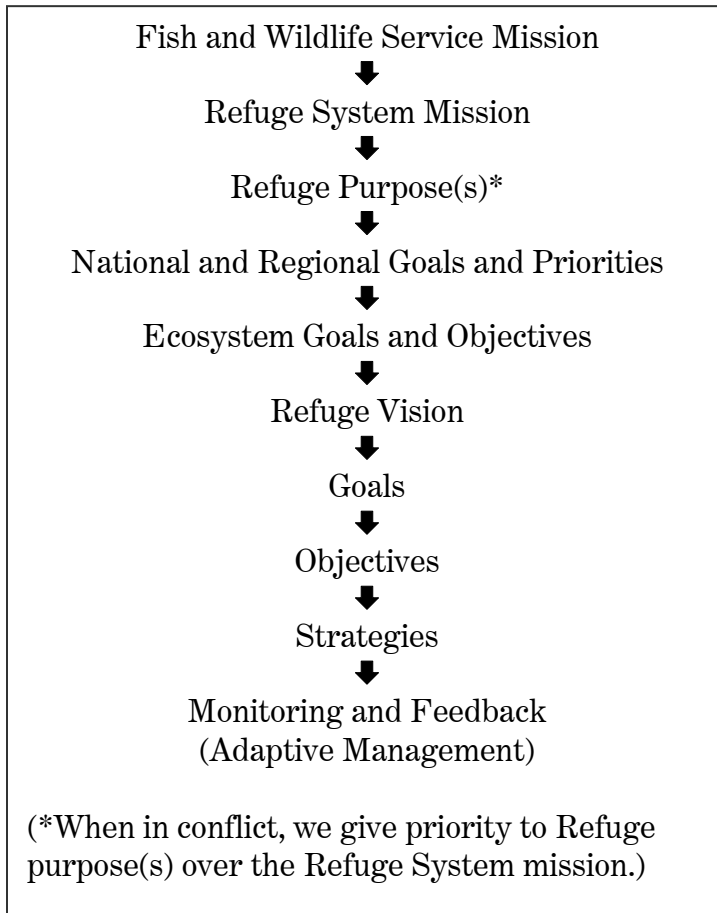 Fish and Wildlife Service Mission
Refuge System Mission
Refuge Purpose(s)*
National and Regional Goals and Priorities
Ecosystem Goals and Objectives
Refuge Vision
Goals
Objectives
Strategies
Monitoring and Feedback
(Adaptive Management)
(*When in conflict, we give priority to Refuge
purpose(s) over the Refuge System mission.)